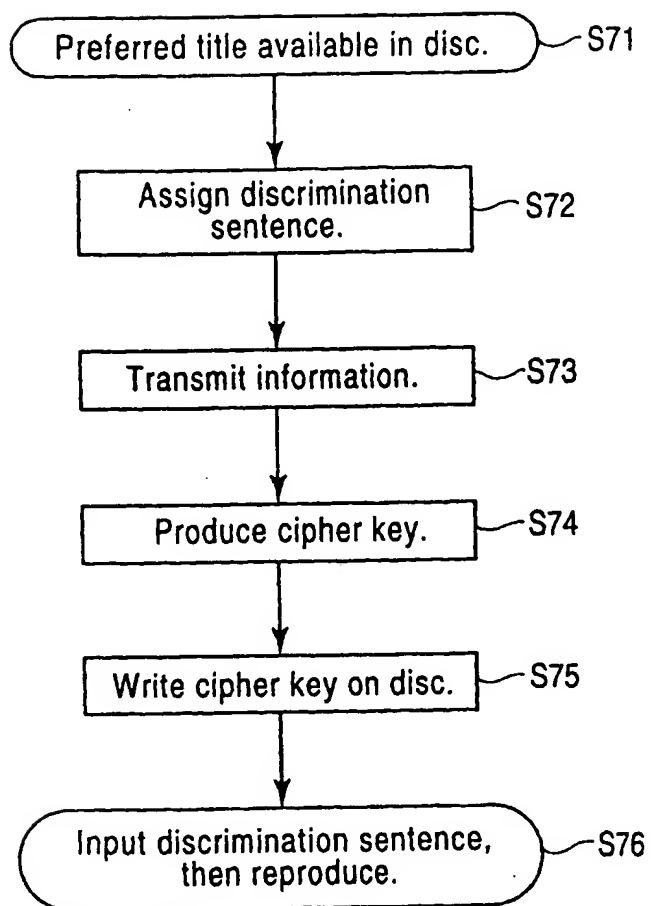 Preferred title available in disc.
S71
Assign discrimination
sentence.
S72
Transmit information.
S73
Produce cipher key.
S74
Write cipher key on disc.
S75
Input discrimination sentence,
then reproduce.
S76